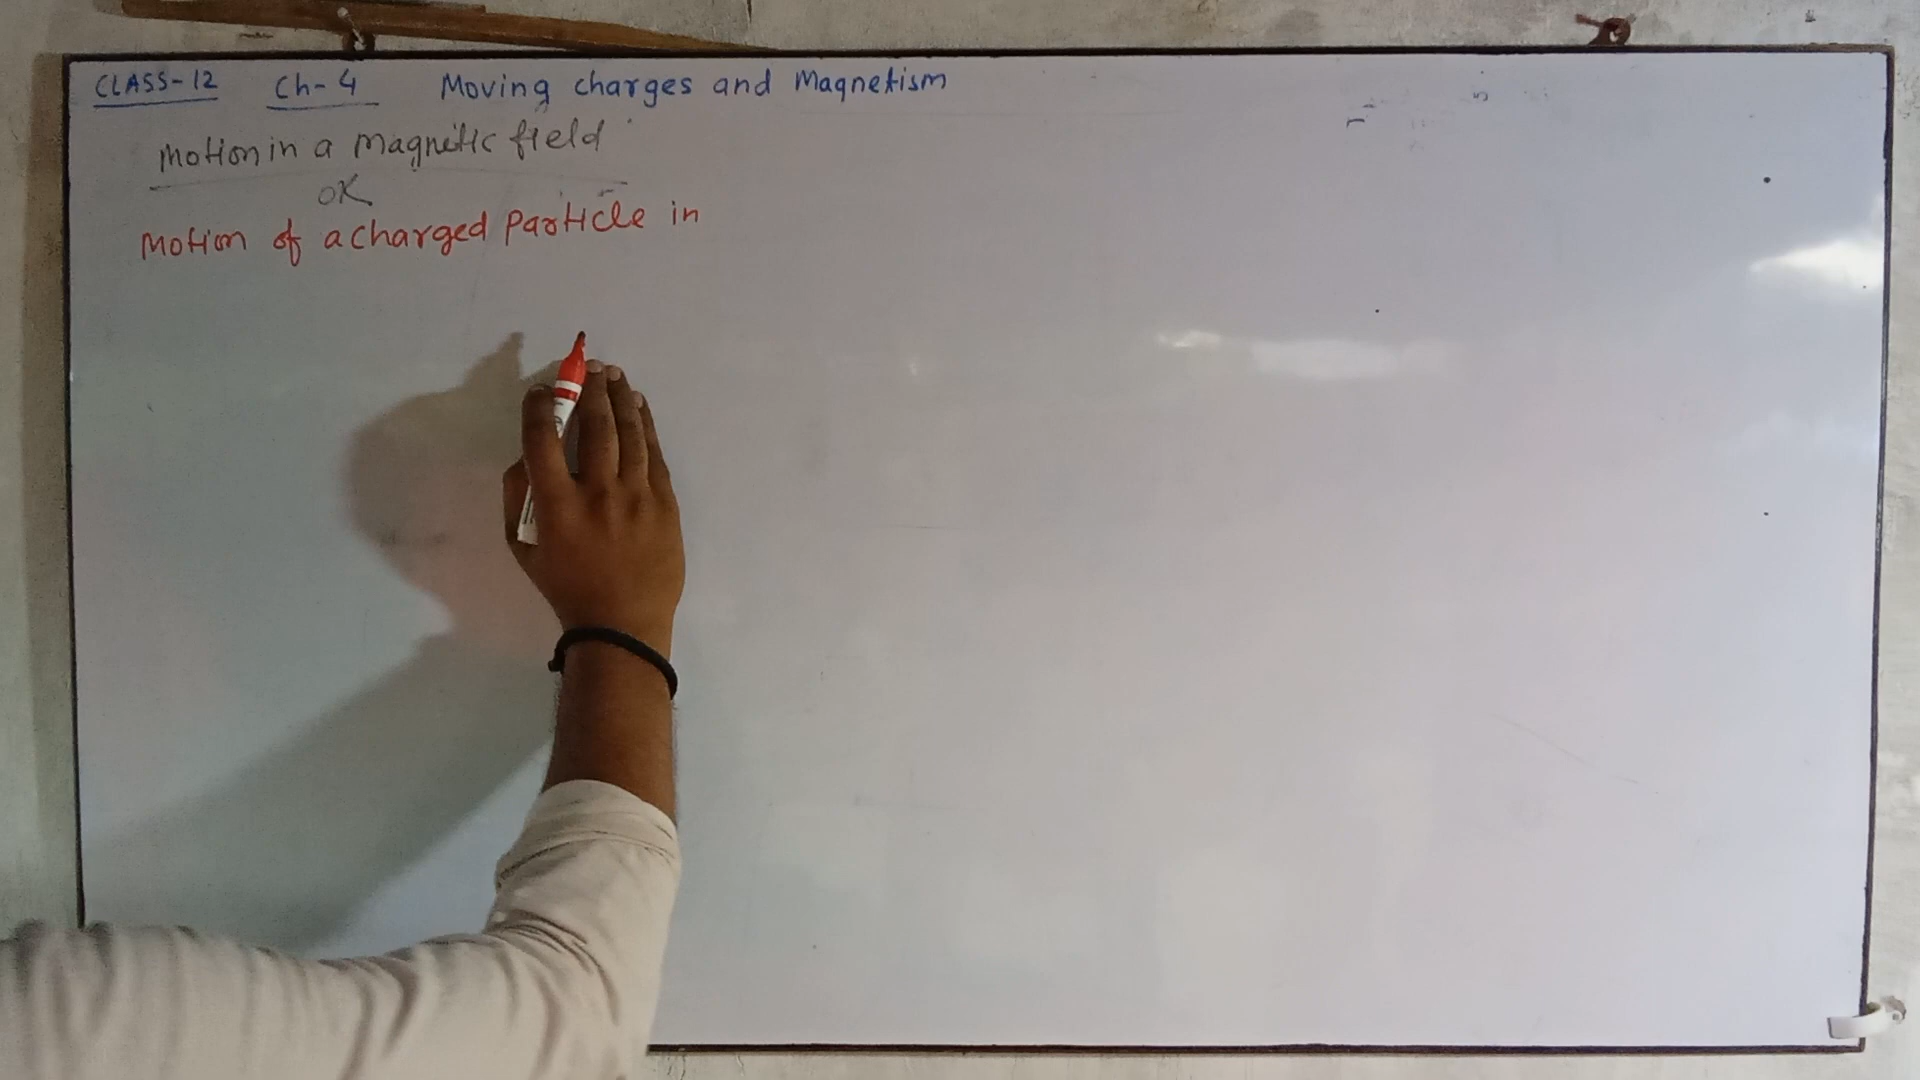 CLASS-12 Ch-4 Moving charges and Magnetism
Motion in a Magnetic field
OR
Motion of a charged Particle in